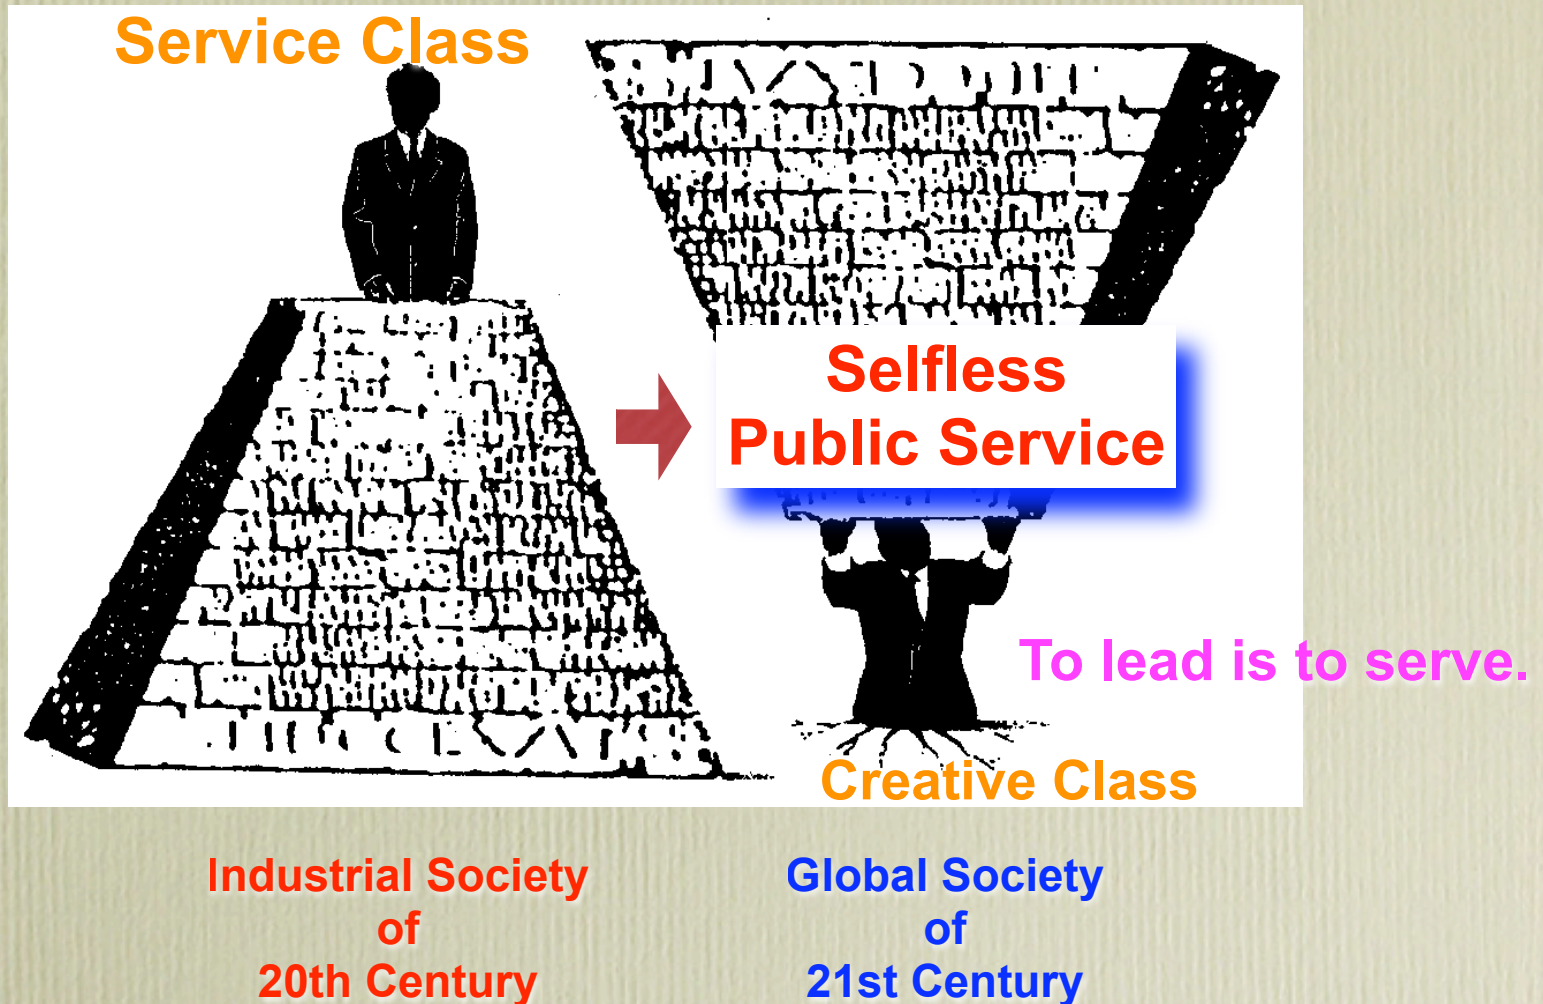 Service Class
Selfless
Public Service
To lead is to serve.
Creative Class
Industrial Society
of
20th Century
Global Society
of
21st Century